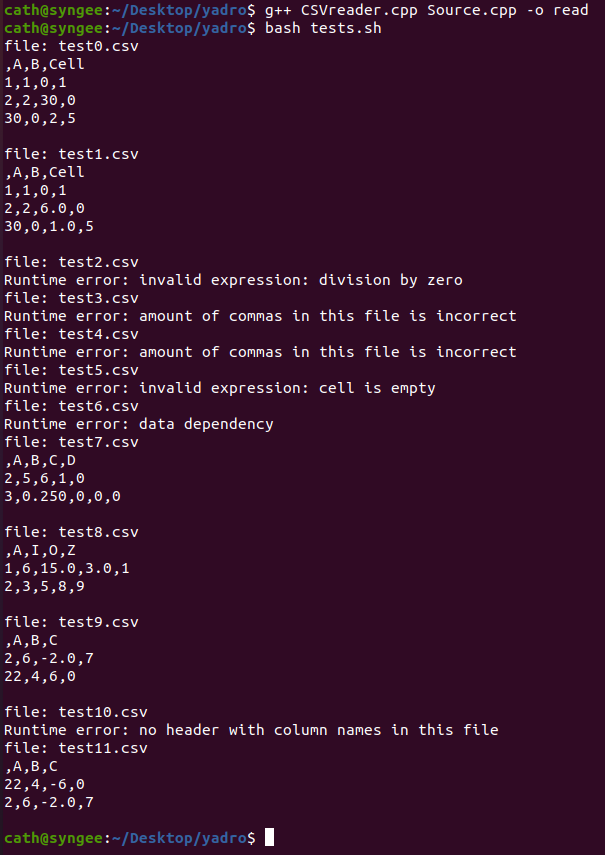 cath@syngee:~/Desktop/yadro$ g++ CSVreader.cpp Source.cpp -o read
cath@syngee:~/Desktop/yadro$ bash tests.sh
file: test0.csv
,A,B,Cell
1,1,0,1
2,2,30,0
30,0,2,5
file: test1.csv
,A,B,Cell
1,1,0,1
2,2,6.0,0
30,0,1.0,5
file: test2.csv
Runtime error: invalid expression: division by zero
file: test3.csv
Runtime error: amount of commas in this file is incorrect
file: test4.csv
Runtime error: amount of commas in this file is incorrect
file: test5.csv
Runtime error: invalid expression: cell is empty
file: test6.csv
Runtime error: data dependency
file: test7.csv
,A,B,C,D
2,5,6,1,0
3,0.250,0,0,0
file: test8.csv
,A,I,O,Z
1,6,15.0,3.0,1
2,3,5,8,9
file: test9.csv
,A,B,C
2,6,-2.0,7
22,4,6,0
file: test10.csv
Runtime error: no header with column names in this file
file: test11.csv
,A,B,C
22,4,-6,0
2,6,-2.0,7
cath@syngee:~/Desktop/yadro$